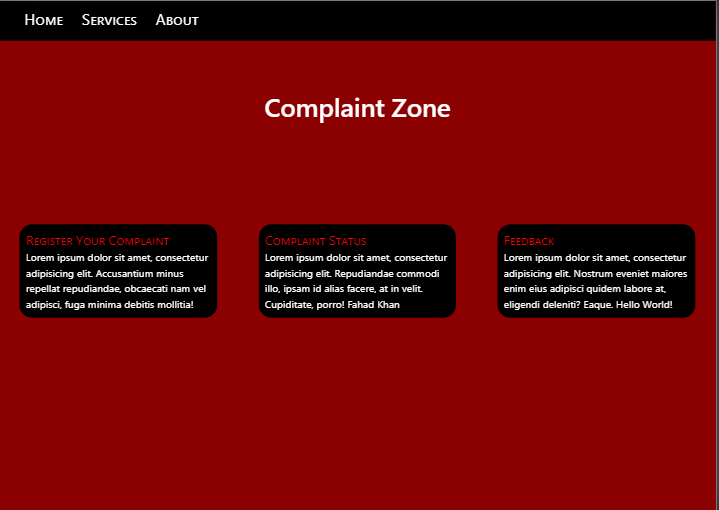 Home Services About
Complaint Zone
Register Your Complaint
Lorem ipsum dolor sit amet, consectetur
adipisicing elit. Accusantium minus
repellat repudiandae, obcaecati nam vel
adipisci, fuga minima debitis mollitia!
Complaint Status
Lorem ipsum dolor sit amet, consectetur
adipisicing elit. Repudiandae commodi
illo, ipsam id alias facere, at in velit.
Cupiditate, porro! Fahad Khan
Feedback
Lorem ipsum dolor sit amet, consectetur
adipisicing elit. Nostrum eveniet maiores
enim eius adipisci quidem labore at,
eligendi deleniti? Eaque. Hello World!